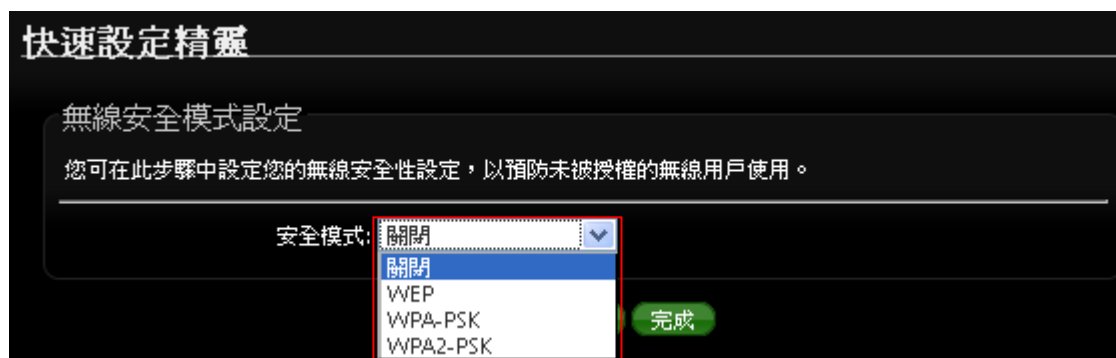 快速設定精靈
無線安全模式設定
您可在此步驟中設定您的無線安全性設定，以預防未被授權的無線用戶使用。
安全模式: 關閉
關閉
WEP
WPA-PSK
WPA2-PSK
完成